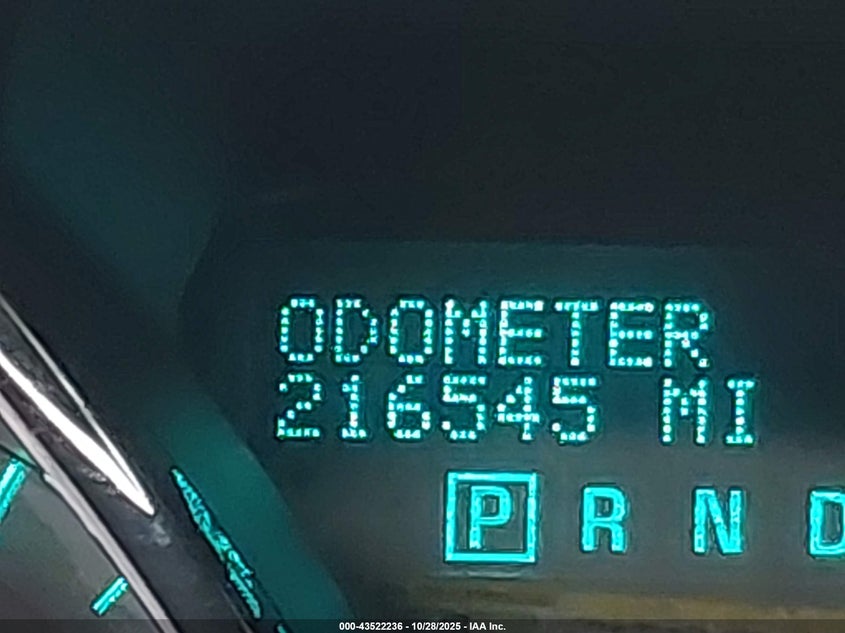 ODOMETER
216545 MI
P R N D
000-43522236 - 10/28/2025 - IAA Inc.